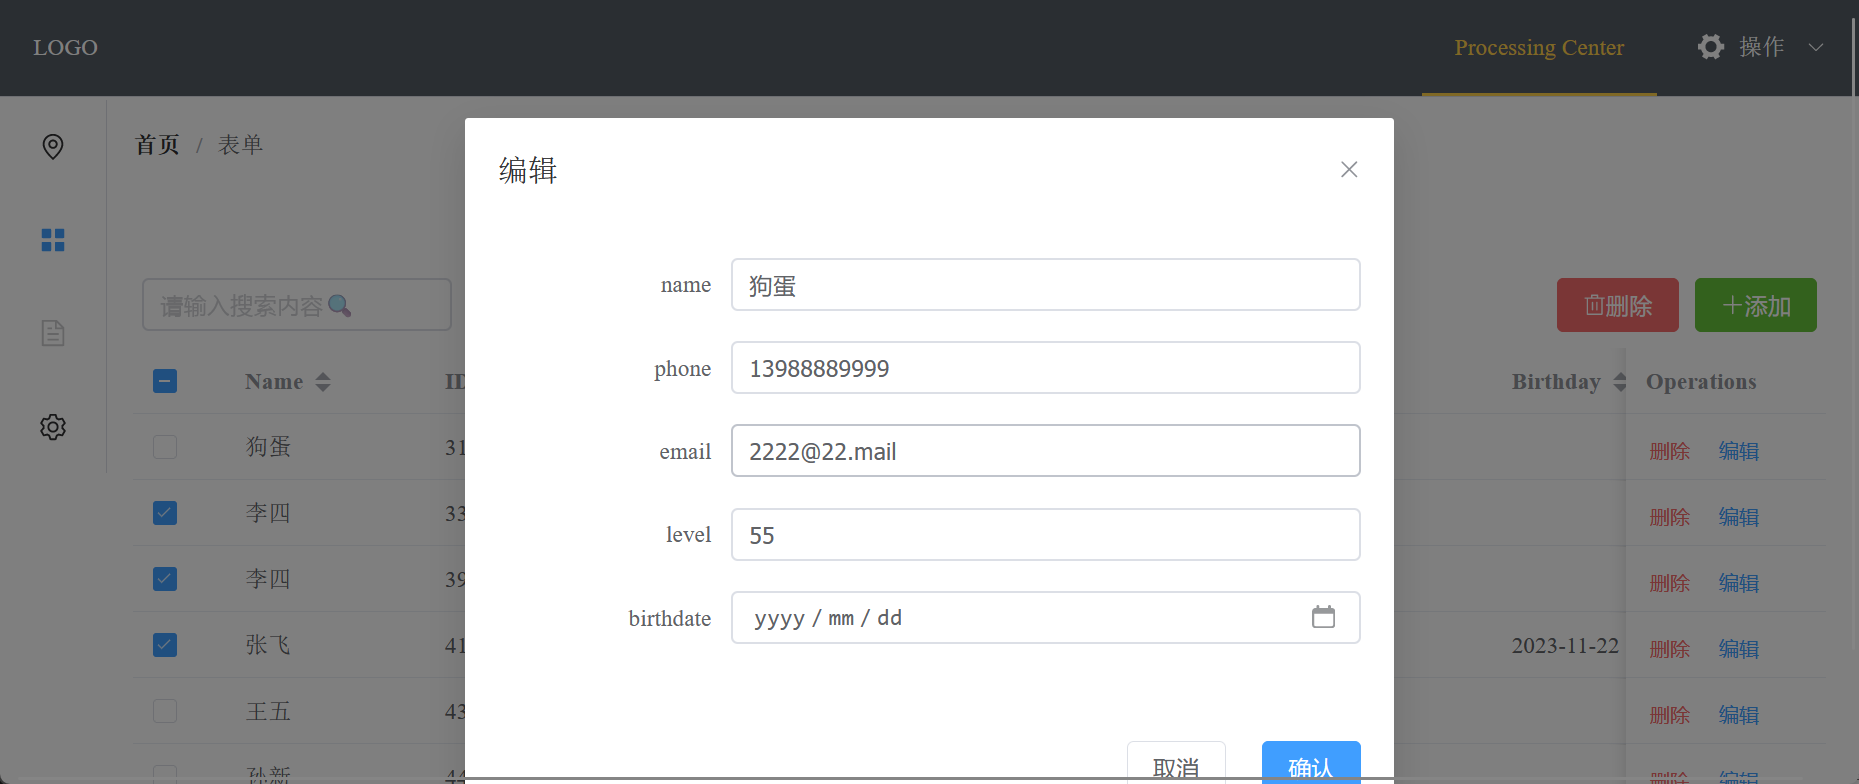 LOGO
Processing Center
操作
首页 / 表单
编辑
请输入搜索内容
删除
添加
Name
ID
Birthday
Operations
name
狗蛋
phone
13988889999
email
2222@22.mail
level
55
birthdate
yyyy / mm / dd
狗蛋
31
删除 编辑
李四
33
删除 编辑
李四
39
删除 编辑
张飞
41
2023-11-22
删除 编辑
王五
43
删除 编辑
孙新
44
删除 编辑
取消
确认